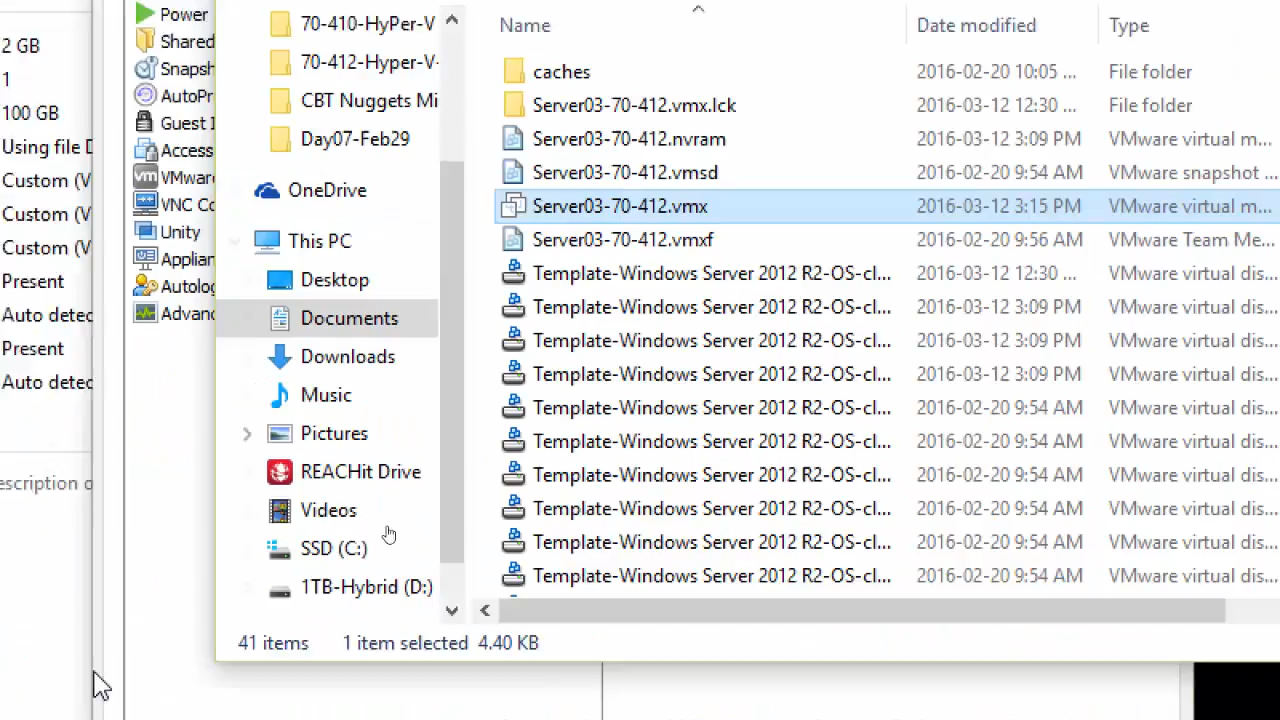 2 GB
1
100 GB
Using file D
Custom (V
Custom (V
Custom (V
Present
Auto detec
Present
Auto detec
escription o
Power
Shared
Snapsh
AutoPr
Guest I
Access
vm VMware
VNC Co
Unity
Applian
Autolog
Advanc
70-410-HyPer-V
70-412-Hyper-V-
CBT Nuggets Mi
Day07-Feb29
OneDrive
This PC
Desktop
Documents
Downloads
Music
Pictures
REACHit Drive
Videos
SSD (C:)
1TB-Hybrid (D:)
Name Date modified Type
caches 2016-02-20 10:05 ... File folder
Server03-70-412.vmx.lck 2016-03-12 12:30 ... File folder
Server03-70-412.nvram 2016-03-12 3:09 PM VMware virtual m...
Server03-70-412.vmsd 2016-02-20 9:54 AM VMware snapshot ...
Server03-70-412.vmx 2016-03-12 3:15 PM VMware virtual m...
Server03-70-412.vmxf 2016-02-20 9:56 AM VMware Team Me...
Template-Windows Server 2012 R2-OS-cl... 2016-03-12 12:30 ... VMware virtual dis...
Template-Windows Server 2012 R2-OS-cl... 2016-03-12 3:09 PM VMware virtual dis...
Template-Windows Server 2012 R2-OS-cl... 2016-03-12 3:09 PM VMware virtual dis...
Template-Windows Server 2012 R2-OS-cl... 2016-03-12 3:09 PM VMware virtual dis...
Template-Windows Server 2012 R2-OS-cl... 2016-02-20 9:54 AM VMware virtual dis...
Template-Windows Server 2012 R2-OS-cl... 2016-02-20 9:54 AM VMware virtual dis...
Template-Windows Server 2012 R2-OS-cl... 2016-02-20 9:54 AM VMware virtual dis...
Template-Windows Server 2012 R2-OS-cl... 2016-02-20 9:54 AM VMware virtual dis...
Template-Windows Server 2012 R2-OS-cl... 2016-02-20 9:54 AM VMware virtual dis...
Template-Windows Server 2012 R2-OS-cl... 2016-02-20 9:54 AM VMware virtual dis...
41 items 1 item selected 4.40 KB